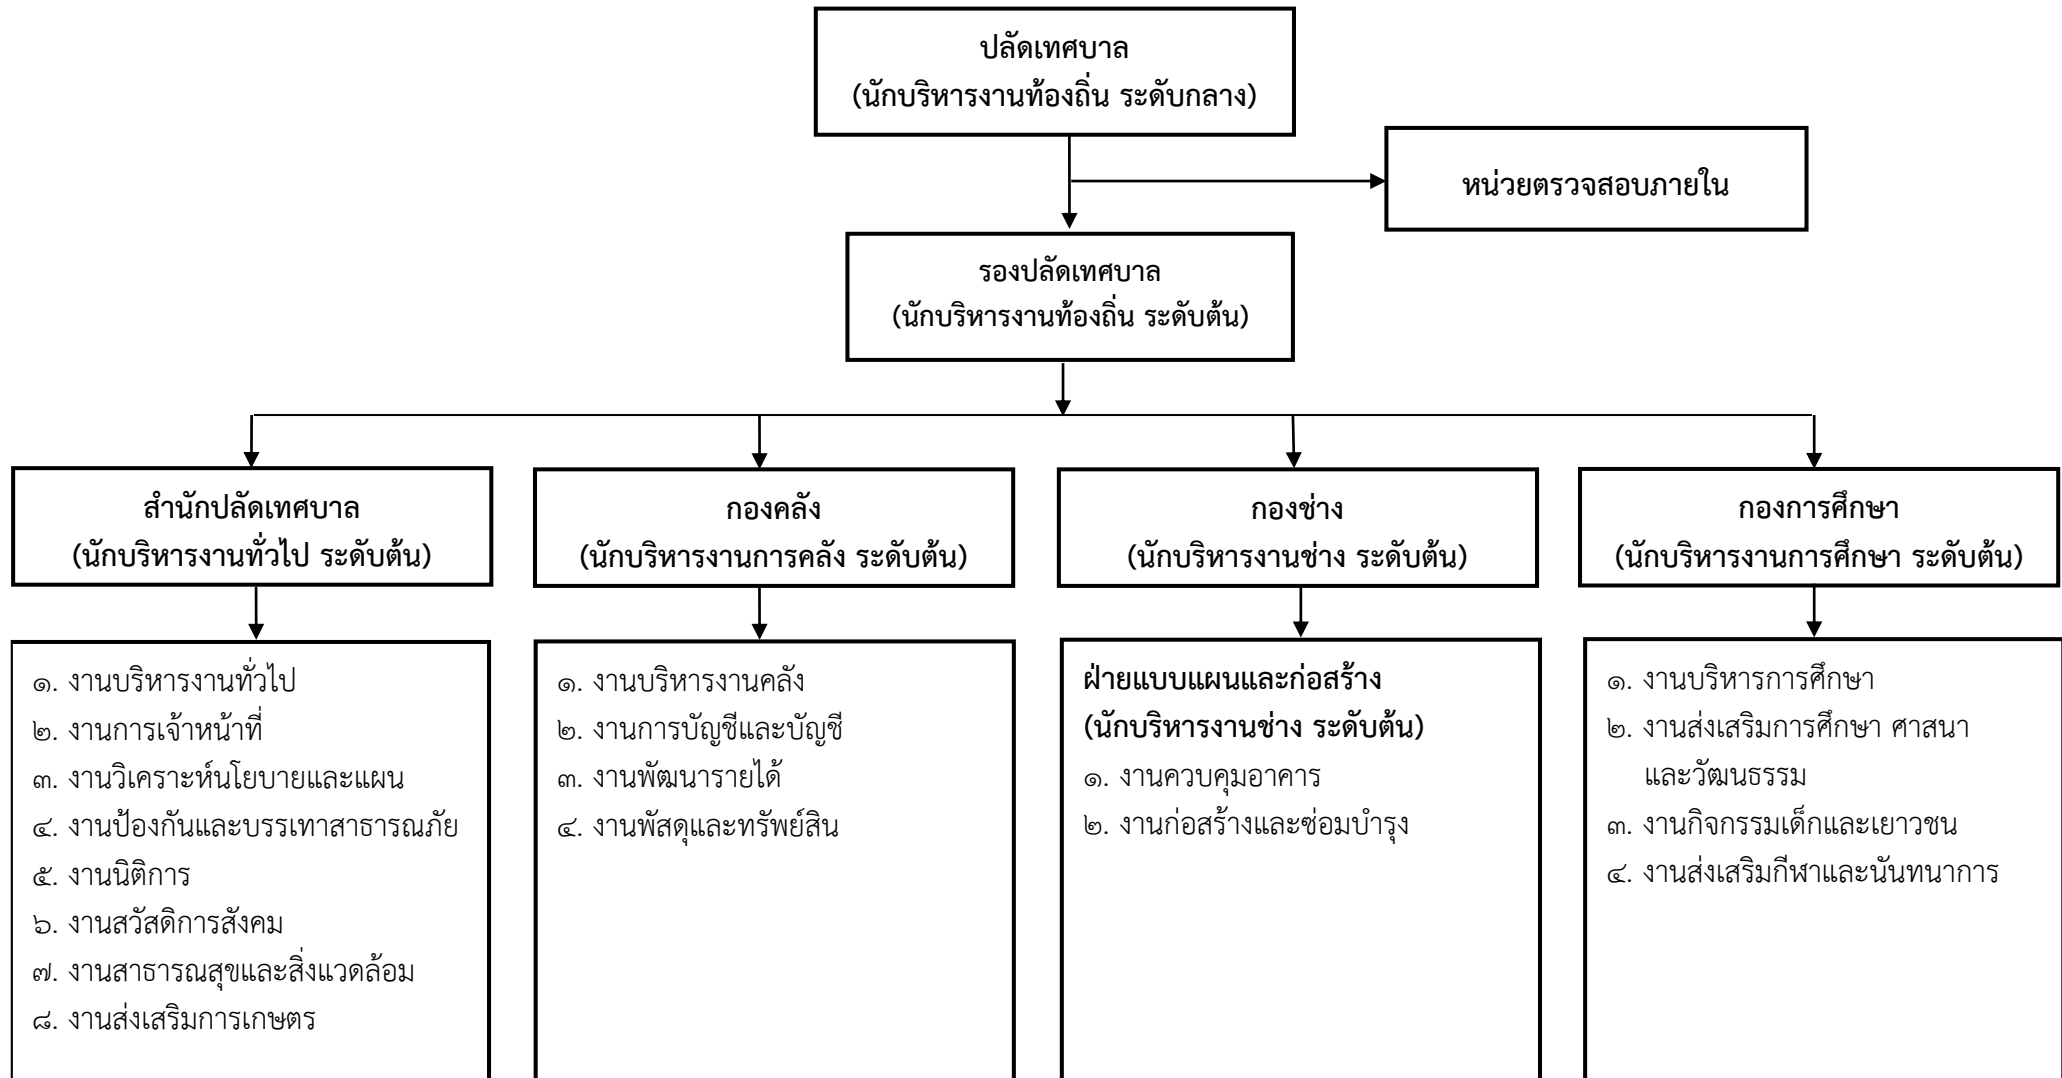 ปลัดเทศบาล
(นักบริหารงานท้องถิ่น ระดับกลาง)
หน่วยตรวจสอบภายใน
รองปลัดเทศบาล
(นักบริหารงานท้องถิ่น ระดับต้น)
สำนักปลัดเทศบาล
(นักบริหารงานทั่วไป ระดับต้น)
กองคลัง
(นักบริหารงานการคลัง ระดับต้น)
กองช่าง
(นักบริหารงานช่าง ระดับต้น)
กองการศึกษา
(นักบริหารงานการศึกษา ระดับต้น)
๑. งานบริหารงานทั่วไป
๒. งานการเจ้าหน้าที่
๓. งานวิเคราะห์นโยบายและแผน
๔. งานป้องกันและบรรเทาสาธารณภัย
๕. งานนิติการ
๖. งานสวัสดิการสังคม
๗. งานสาธารณสุขและสิ่งแวดล้อม
๘. งานส่งเสริมการเกษตร
๑. งานบริหารงานคลัง
๒. งานการบัญชีและบัญชี
๓. งานพัฒนารายได้
๔. งานพัสดุและทรัพย์สิน
ฝ่ายแบบแผนและก่อสร้าง
(นักบริหารงานช่าง ระดับต้น)
๑. งานควบคุมอาคาร
๒. งานก่อสร้างและซ่อมบำรุง
๑. งานบริหารการศึกษา
๒. งานส่งเสริมการศึกษา ศาสนา
และวัฒนธรรม
๓. งานกิจกรรมเด็กและเยาวชน
๔. งานส่งเสริมกีฬาและนันทนาการ